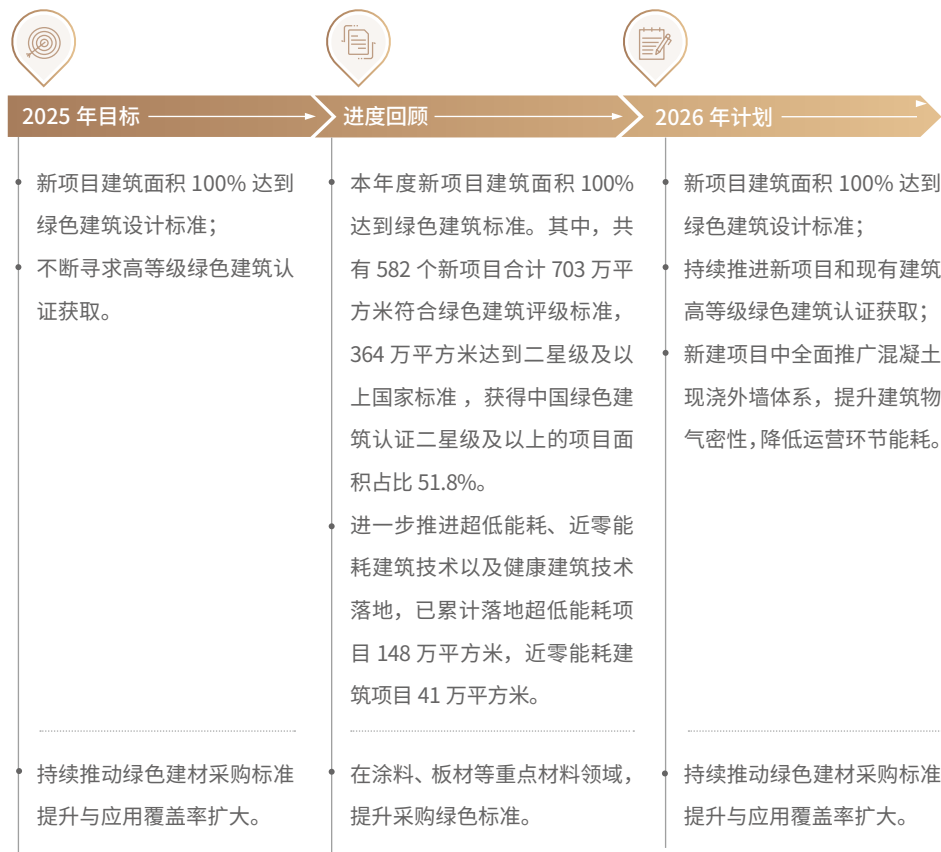 2025 年目标
新项目建筑面积 100% 达到
绿色建筑设计标准；
不断寻求高等级绿色建筑认
证获取。
持续推动绿色建材采购标准
提升与应用覆盖率扩大。
进度回顾
本年度新项目建筑面积 100%
达到绿色建筑标准。其中，共
有 582 个新项目合计 703 万平
方米符合绿色建筑评级标准，
364 万平方米达到二星级及以
上国家标准 ，获得中国绿色建
筑认证二星级及以上的项目面
积占比 51.8%。
进一步推进超低能耗、近零能
耗建筑技术以及健康建筑技术
落地，已累计落地超低能耗项
目 148 万平方米，近零能耗建
筑项目 41 万平方米。
在涂料、板材等重点材料领域，
提升采购绿色标准。
2026 年计划
新项目建筑面积 100% 达到
绿色建筑设计标准；
持续推进新项目和现有建筑
高等级绿色建筑认证获取；
新建项目中全面推广混凝土
现浇外墙体系，提升建筑物
气密性，降低运营环节能耗。
持续推动绿色建材采购标准
提升与应用覆盖率扩大。